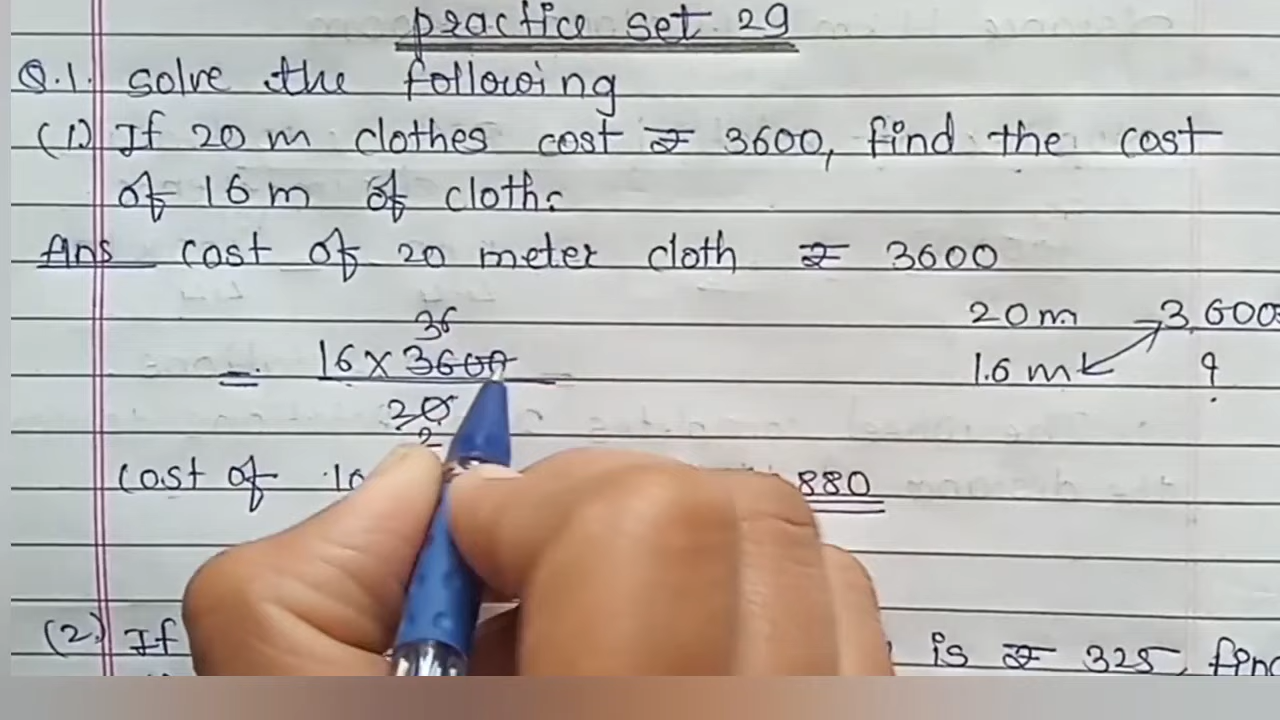 practice set 29
Q.1. solve the following
(1) If 20 m clothes cost ₹ 3600, find the cost
of 16 m of cloth.
Ans cost of 20 meter cloth ₹ 3600
20 m 3600
36
= 16 x 3600
16 m ?
20
2
cost of 880
(2) If is ₹ 325, find